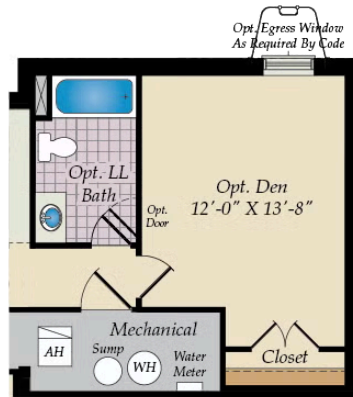 Opt. Egress Window
As Required By Code
Opt. LL
Bath
Opt.
Door
Opt. Den
12'-0" X 13'-8"
Mechanical
AH
Sump
WH
Water
Meter
Closet